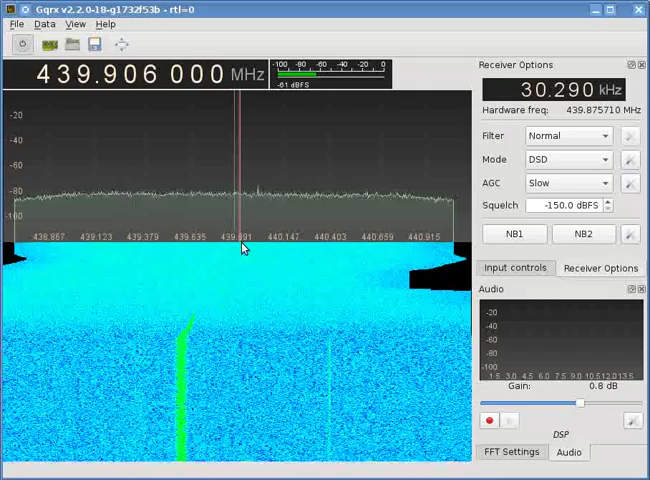 Gqrx v2.2.0-18-g1732f53b - rtl=0
File Data View Help
439.906 000 MHz
-100 -80 -60 -40 -20 0
-61 dBFS
-20
-40
-60
-80
-100
438.867 439.123 439.379 439.635 439.891 440.147 440.403 440.659 440.915
Receiver Options
30.290 kHz
Hardware freq: 439.875710 MHz
Filter Normal
Mode DSD
AGC Slow
Squelch -150.0 dBFS
NB1 NB2
Input controls Receiver Options
Audio
-20
-40
-60
-80
-100
1.5 3.0 4.5 6.0 7.5 9.0 10.5 12.0 13.5
Gain: 0.8 dB
DSP
FFT Settings Audio